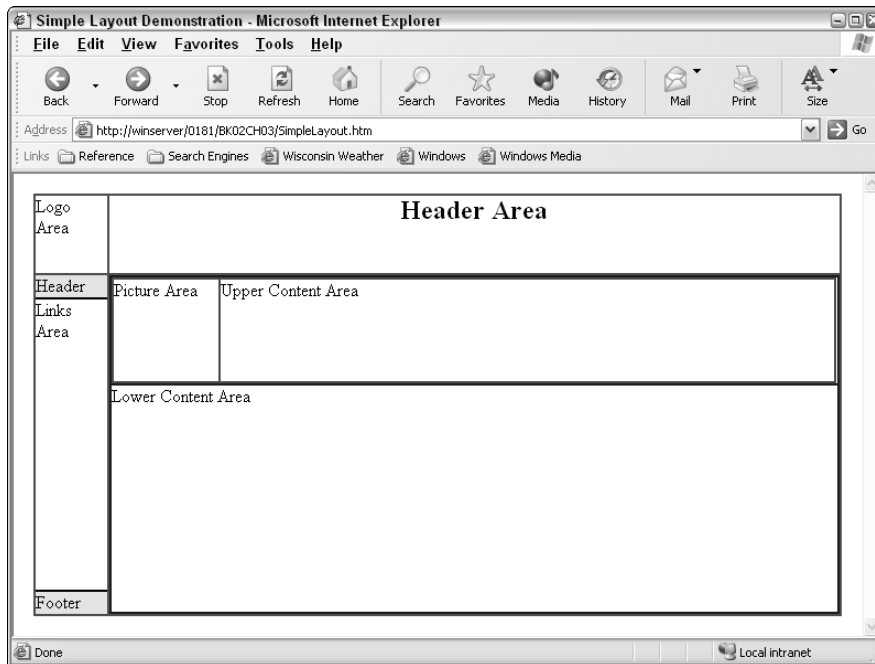 Simple Layout Demonstration - Microsoft Internet Explorer
File Edit View Favorites Tools Help
Back Forward Stop Refresh Home Search Favorites Media History Mail Print Size
Address http://winserver/0181/BK02CH03/SimpleLayout.htm Go
Links Reference Search Engines Wisconsin Weather Windows Windows Media
Logo
Area
Header Area
Header
Links
Area
Picture Area
Upper Content Area
Lower Content Area
Footer
Done Local intranet